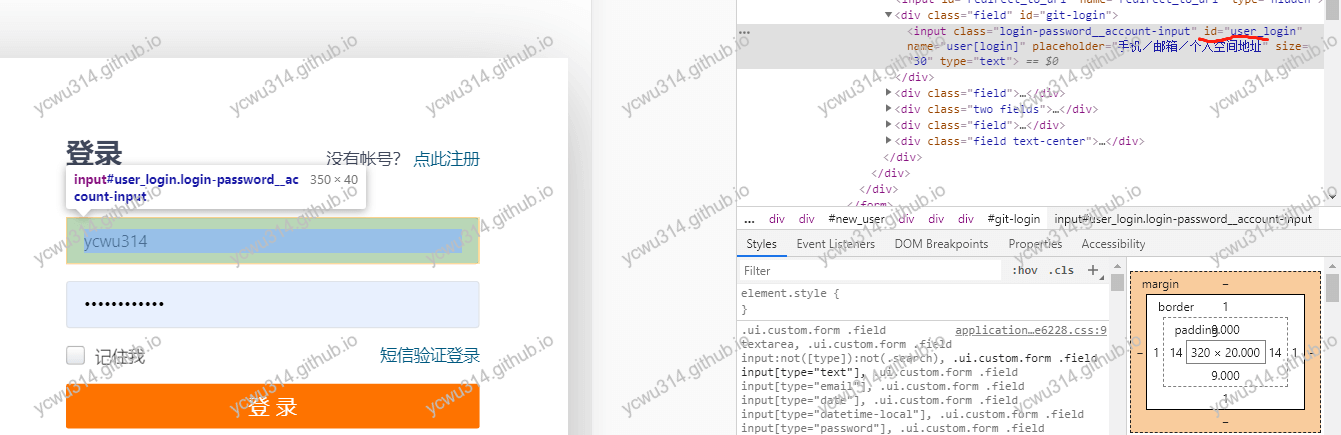 登录
没有帐号? 点此注册
input#user_login.login-password__ac
count-input
350 × 40
ycwu314
••••••••••••
记住我
短信验证登录
登 录
<div class="field" id="git-login">
<input class="login-password__account-input" id="user_login"
name="user[login]" placeholder="手机／邮箱／个人空间地址" size=
"30" type="text"> == $0
</div>
<div class="field">…</div>
<div class="two fields">…</div>
<div class="field">…</div>
<div class="field text-center">…</div>
</div>
</div>
</div>
</form>
... div div #new_user div div div #git-login input#user_login.login-password__account-input
Styles Event Listeners DOM Breakpoints Properties Accessibility
Filter
:hov .cls +
element.style {
}
.ui.custom.form .field application…e6228.css:9
textarea, .ui.custom.form .field
input:not([type]):not(.search), .ui.custom.form .field
input[type="text"], .ui.custom.form .field
input[type="email"], .ui.custom.form .field
input[type="date"], .ui.custom.form .field
input[type="datetime-local"], .ui.custom.form .field
input[type="password"], .ui.custom.form .field
margin –
border 1
padding 9.000
– 1 14 320 × 20.000 14 1 –
9.000
1
–
ycwu314.github.io